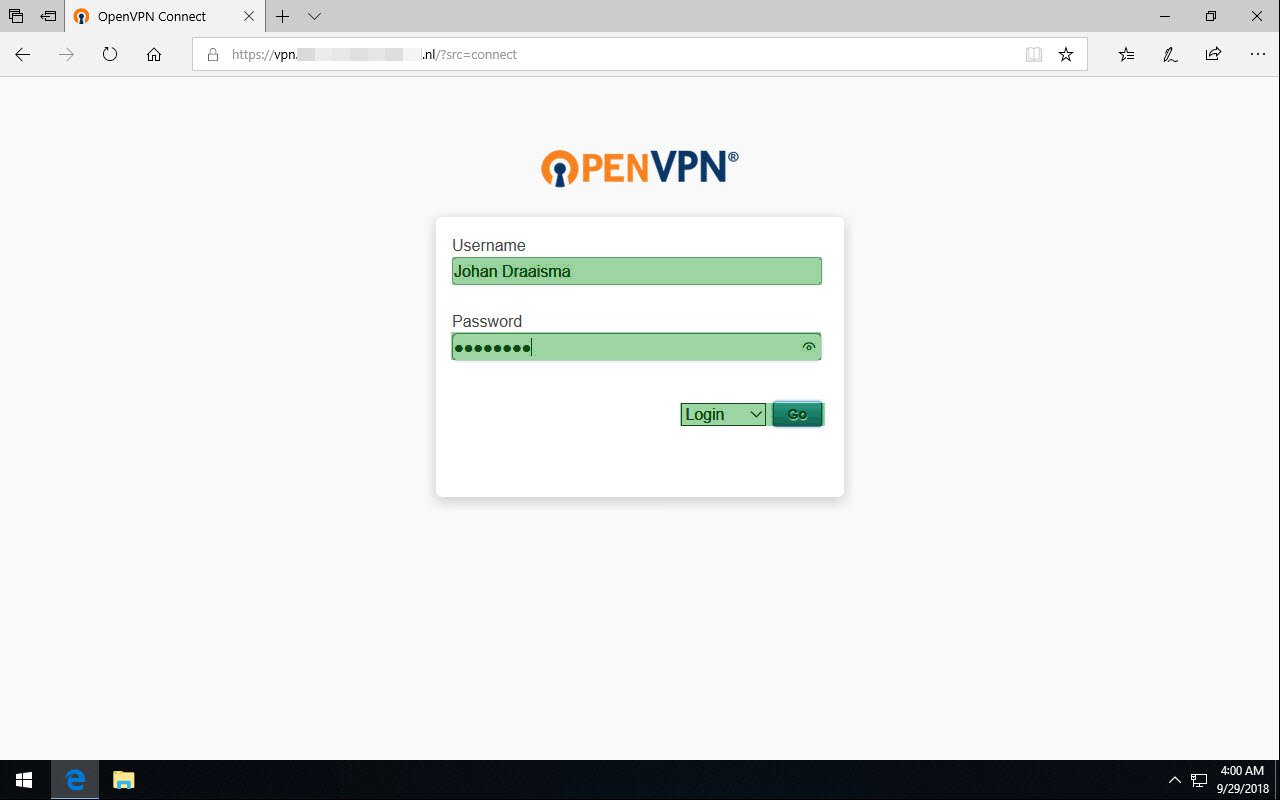 OpenVPN Connect
https://vpn. .nl/?src=connect
OPENVPN®
Username
Johan Draaisma
Password
••••••••
Login
Go
4:00 AM
9/29/2018